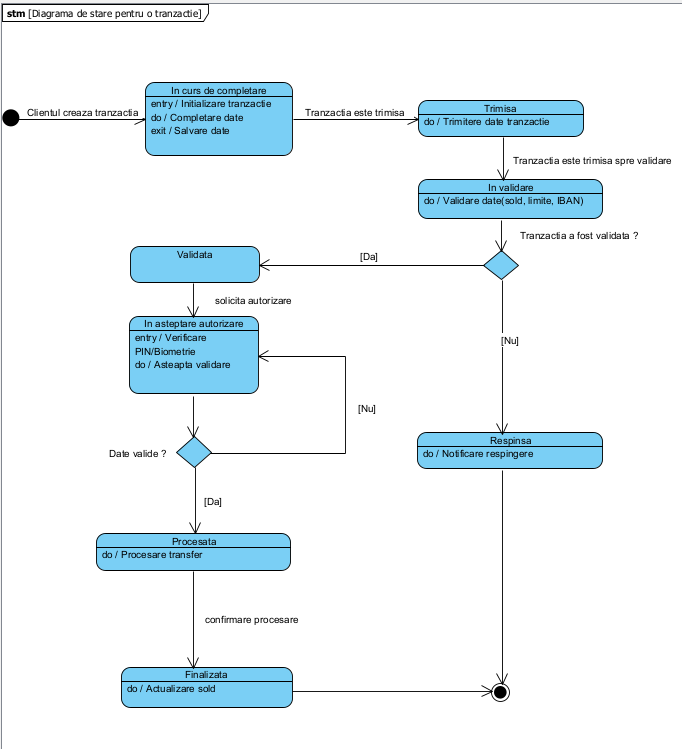 stm [Diagrama de stare pentru o tranzactie]
Clientul creaza tranzactia
In curs de completare
entry / Initializare tranzactie
do / Completare date
exit / Salvare date
Tranzactia este trimisa
Trimisa
do / Trimitere date tranzactie
Tranzactia este trimisa spre validare
In validare
do / Validare date(sold, limite, IBAN)
Tranzactia a fost validata ?
[Da]
Validata
solicita autorizare
In asteptare autorizare
entry / Verificare
PIN/Biometrie
do / Asteapta validare
[Nu]
[Nu]
Date valide ?
Respinsa
do / Notificare respingere
[Da]
Procesata
do / Procesare transfer
confirmare procesare
Finalizata
do / Actualizare sold